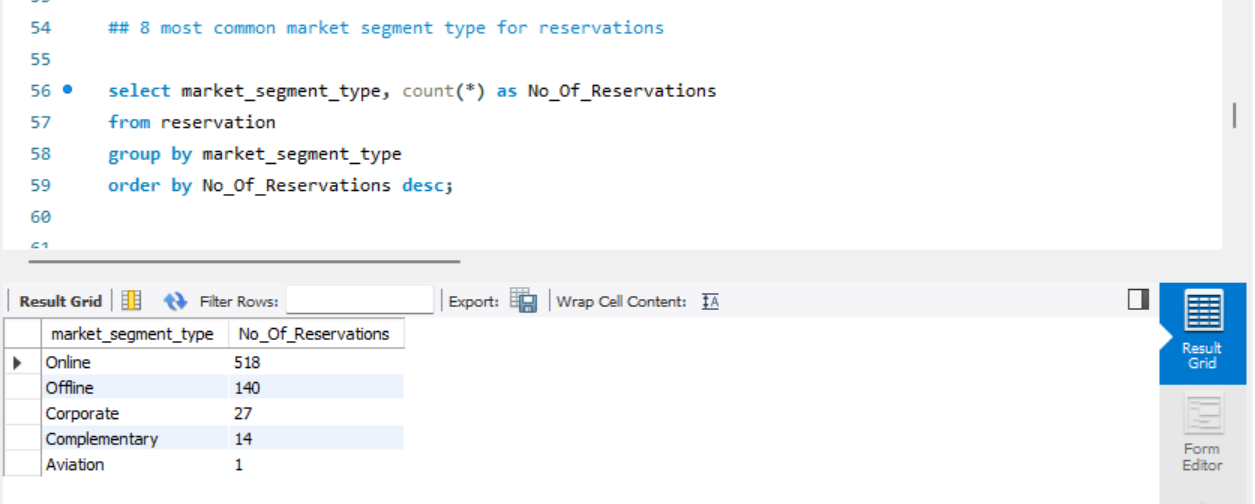 54 ## 8 most common market segment type for reservations
55
56 select market_segment_type, count(*) as No_Of_Reservations
57 from reservation
58 group by market_segment_type
59 order by No_Of_Reservations desc;
60
61
Result Grid Filter Rows: Export: Wrap Cell Content: IA
market_segment_type No_Of_Reservations
Online 518
Offline 140
Corporate 27
Complementary 14
Aviation 1
Result
Grid
Form
Editor